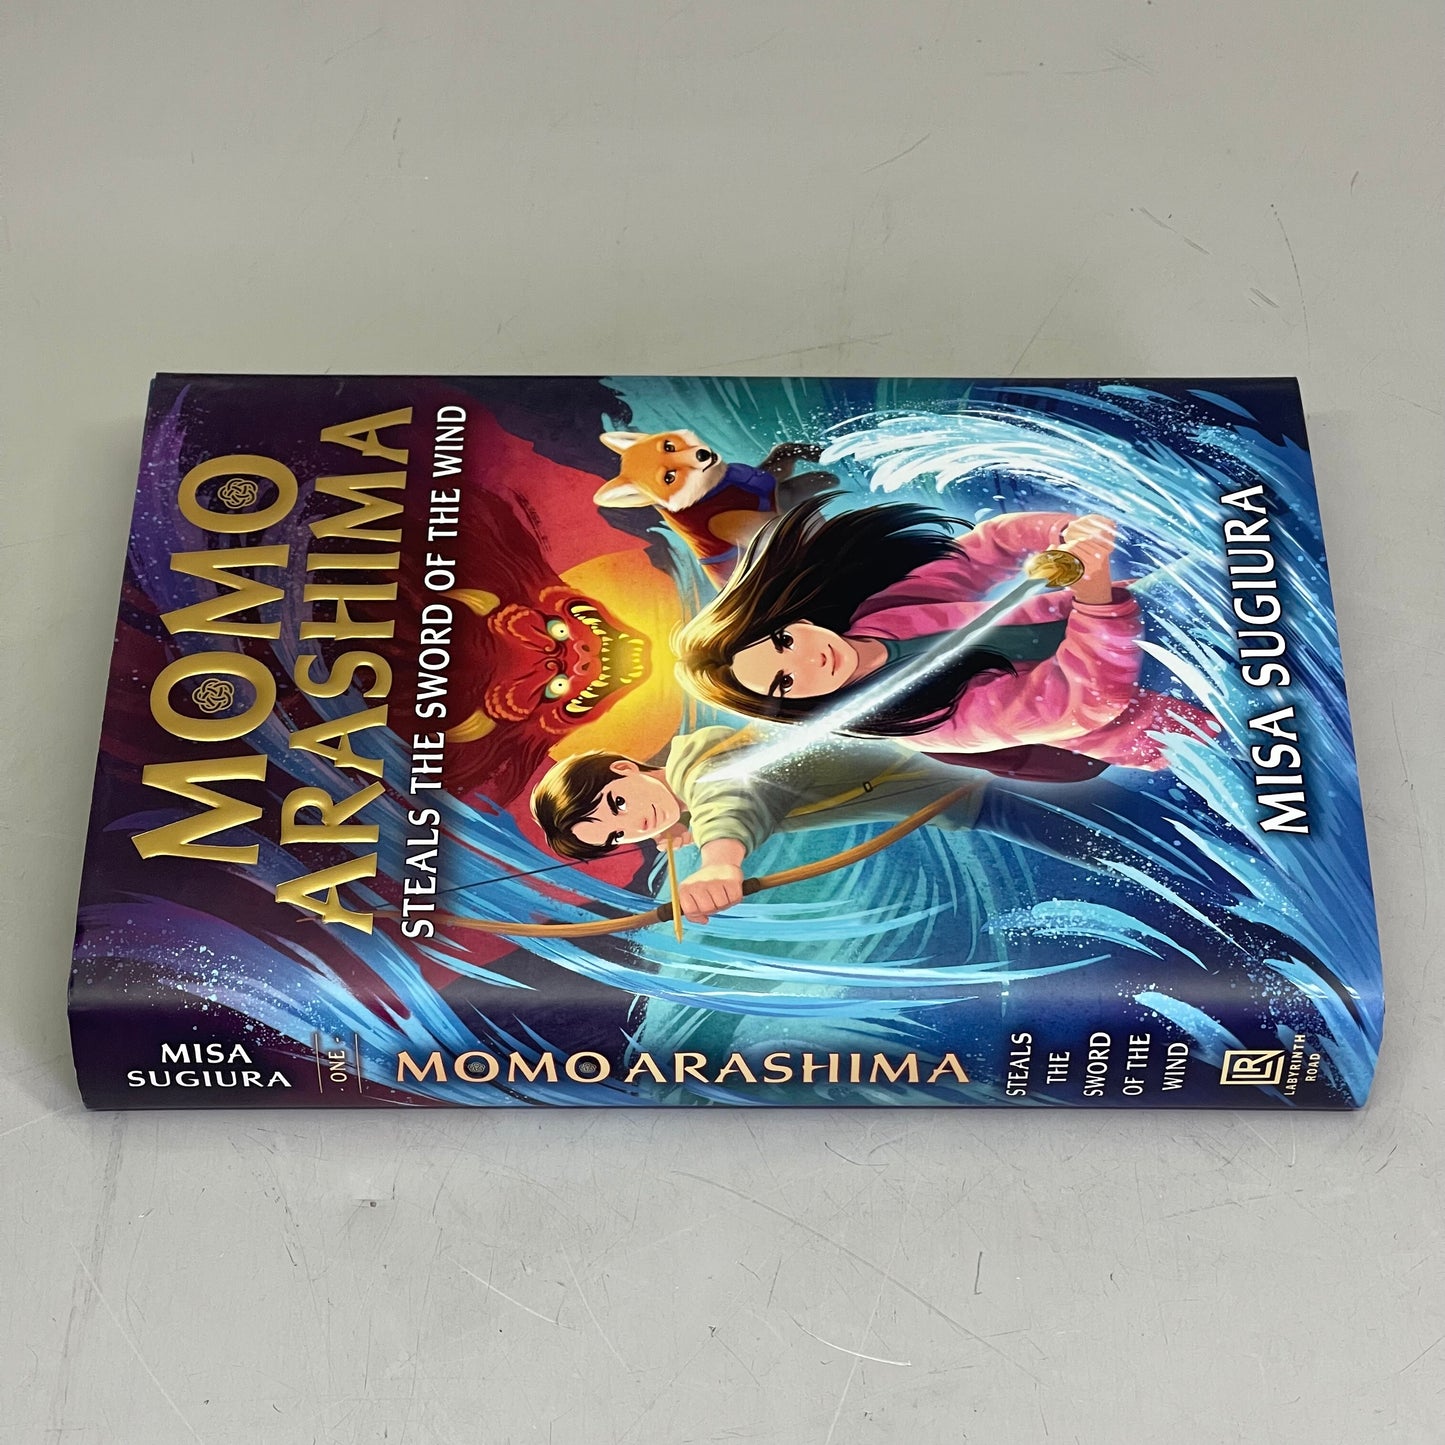 MOMO
ARASHIMA
STEALS THE SWORD OF THE WIND
MISA SUGIURA
MISA
SUGIURA
· ONE ·
MOMO ARASHIMA
STEALS
THE
SWORD
OF THE
WIND
LR
LABYRINTH
ROAD